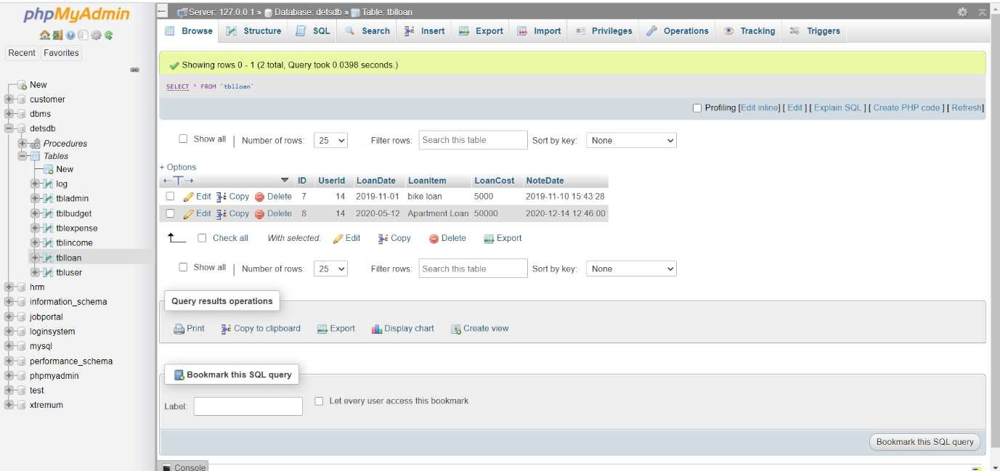 phpMyAdmin
Recent Favorites
New
customer
dbms
detsdb
Procedures
Tables
New
log
tbladmin
tblbudget
tblexpense
tblincome
tblloan
tbluser
hrm
information_schema
jobportal
loginsystem
mysql
performance_schema
phpmyadmin
test
xtremum
Server: 127.0.0.1 » Database: detsdb » Table: tblloan
Browse Structure SQL Search Insert Export Import Privileges Operations Tracking Triggers
Showing rows 0 - 1 (2 total, Query took 0.0398 seconds.)
SELECT * FROM `tblloan`
Profiling [Edit inline] [ Edit ] [ Explain SQL ] [ Create PHP code ] [ Refresh]
Show all | Number of rows: 25 Filter rows: Search this table Sort by key: None
+ Options
←T→ ID UserId LoanDate LoanItem LoanCost NoteDate
Edit Copy Delete 7 14 2019-11-01 bike loan 5000 2019-11-10 15:43:28
Edit Copy Delete 8 14 2020-05-12 Apartment Loan 50000 2020-12-14 12:46:00
Check all With selected: Edit Copy Delete Export
Show all | Number of rows: 25 Filter rows: Search this table Sort by key: None
Query results operations
Print Copy to clipboard Export Display chart Create view
Bookmark this SQL query
Label: Let every user access this bookmark
Bookmark this SQL query
Console